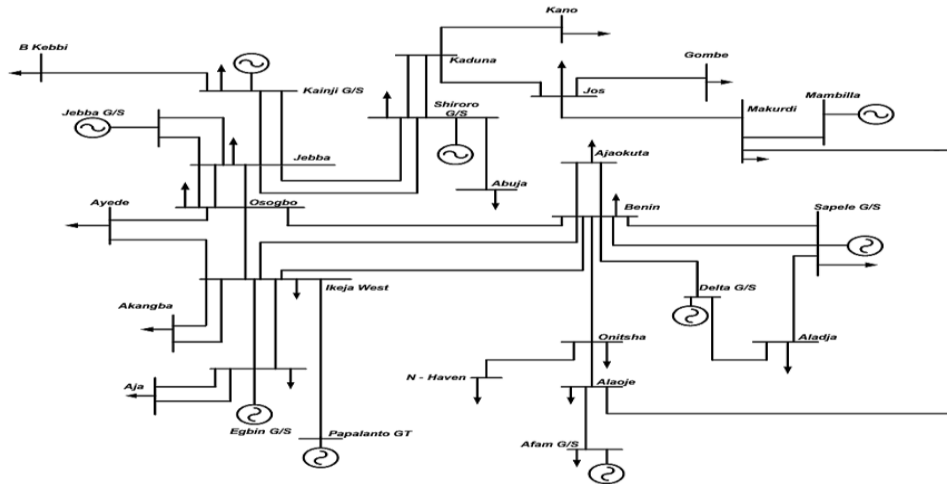 Kano
B Kebbi
Kaduna
Gombe
Kainji G/S
Jos
Mambilla
Shiroro
G/S
Makurdi
Jebba G/S
Jebba
Ajaokuta
Abuja
Ayede
Osogbo
Benin
Sapele G/S
Ikeja West
Delta G/S
Akangba
Onitsha
Aladja
N - Haven
Alaoje
Aja
Egbin G/S
Papalanto GT
Afam G/S